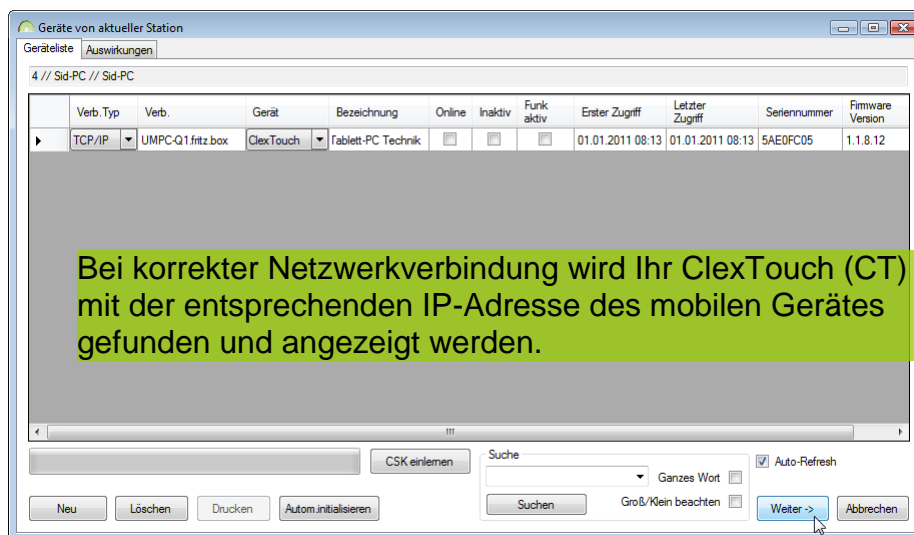 Geräte von aktueller Station
Geräteliste Auswirkungen
4 // Sid-PC // Sid-PC
Verb.Typ Verb. Gerät Bezeichnung Online Inaktiv Funk aktiv Erster Zugriff Letzter Zugriff Seriennummer Firmware Version
TCP/IP UMPC-Q1.fritz.box ClexTouch Tablett-PC Technik 01.01.2011 08:13 01.01.2011 08:13 5AE0FC05 1.1.8.12
Bei korrekter Netzwerkverbindung wird Ihr ClexTouch (CT)
mit der entsprechenden IP-Adresse des mobilen Gerätes
gefunden und angezeigt werden.
CSK einlernen
Suche
Ganzes Wort
Auto-Refresh
Neu Löschen Drucken Autom.initialisieren
Suchen Groß/Klein beachten
Weiter -> Abbrechen